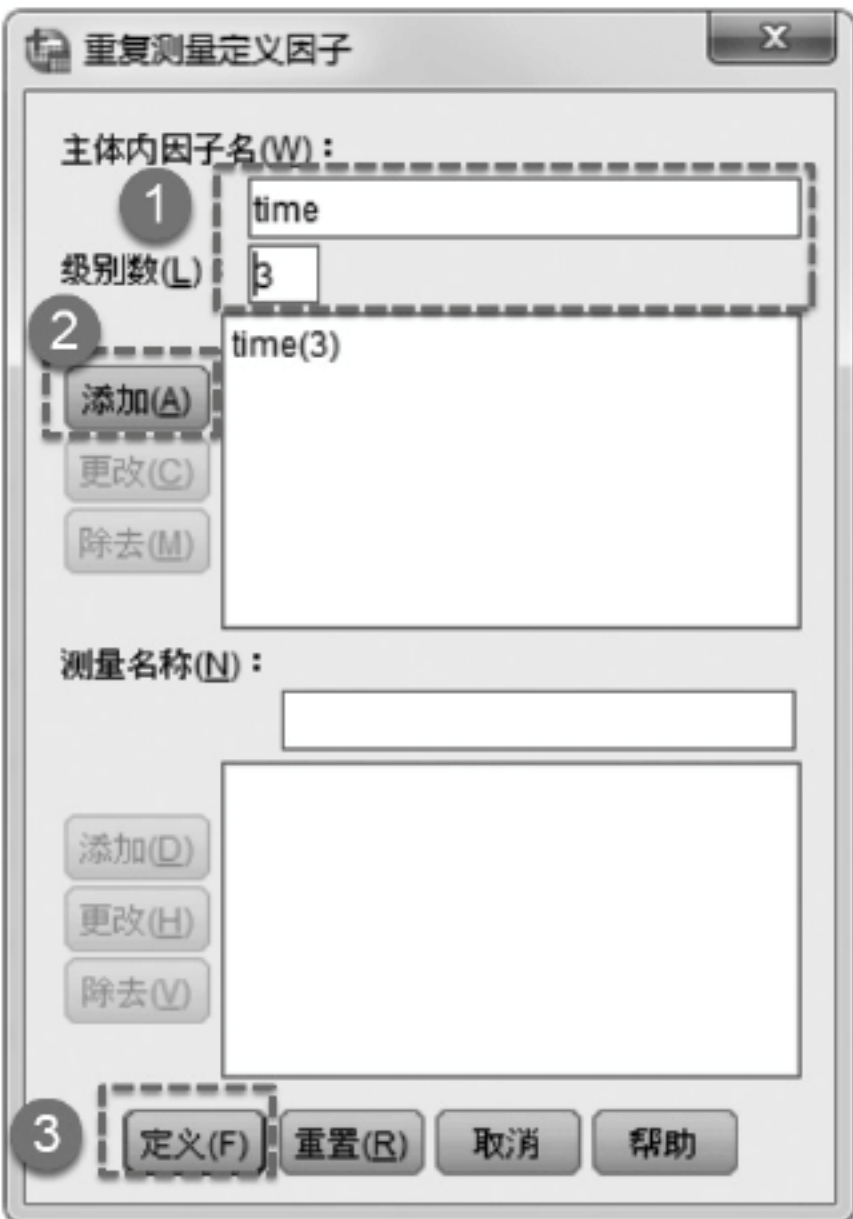 重复测量定义因子
主体内因子名(W)：
1
time
级别数(L)
3
2
time(3)
添加(A)
更改(C)
除去(M)
测量名称(N)：
添加(D)
更改(H)
除去(V)
3
定义(F) 重置(R) 取消 帮助